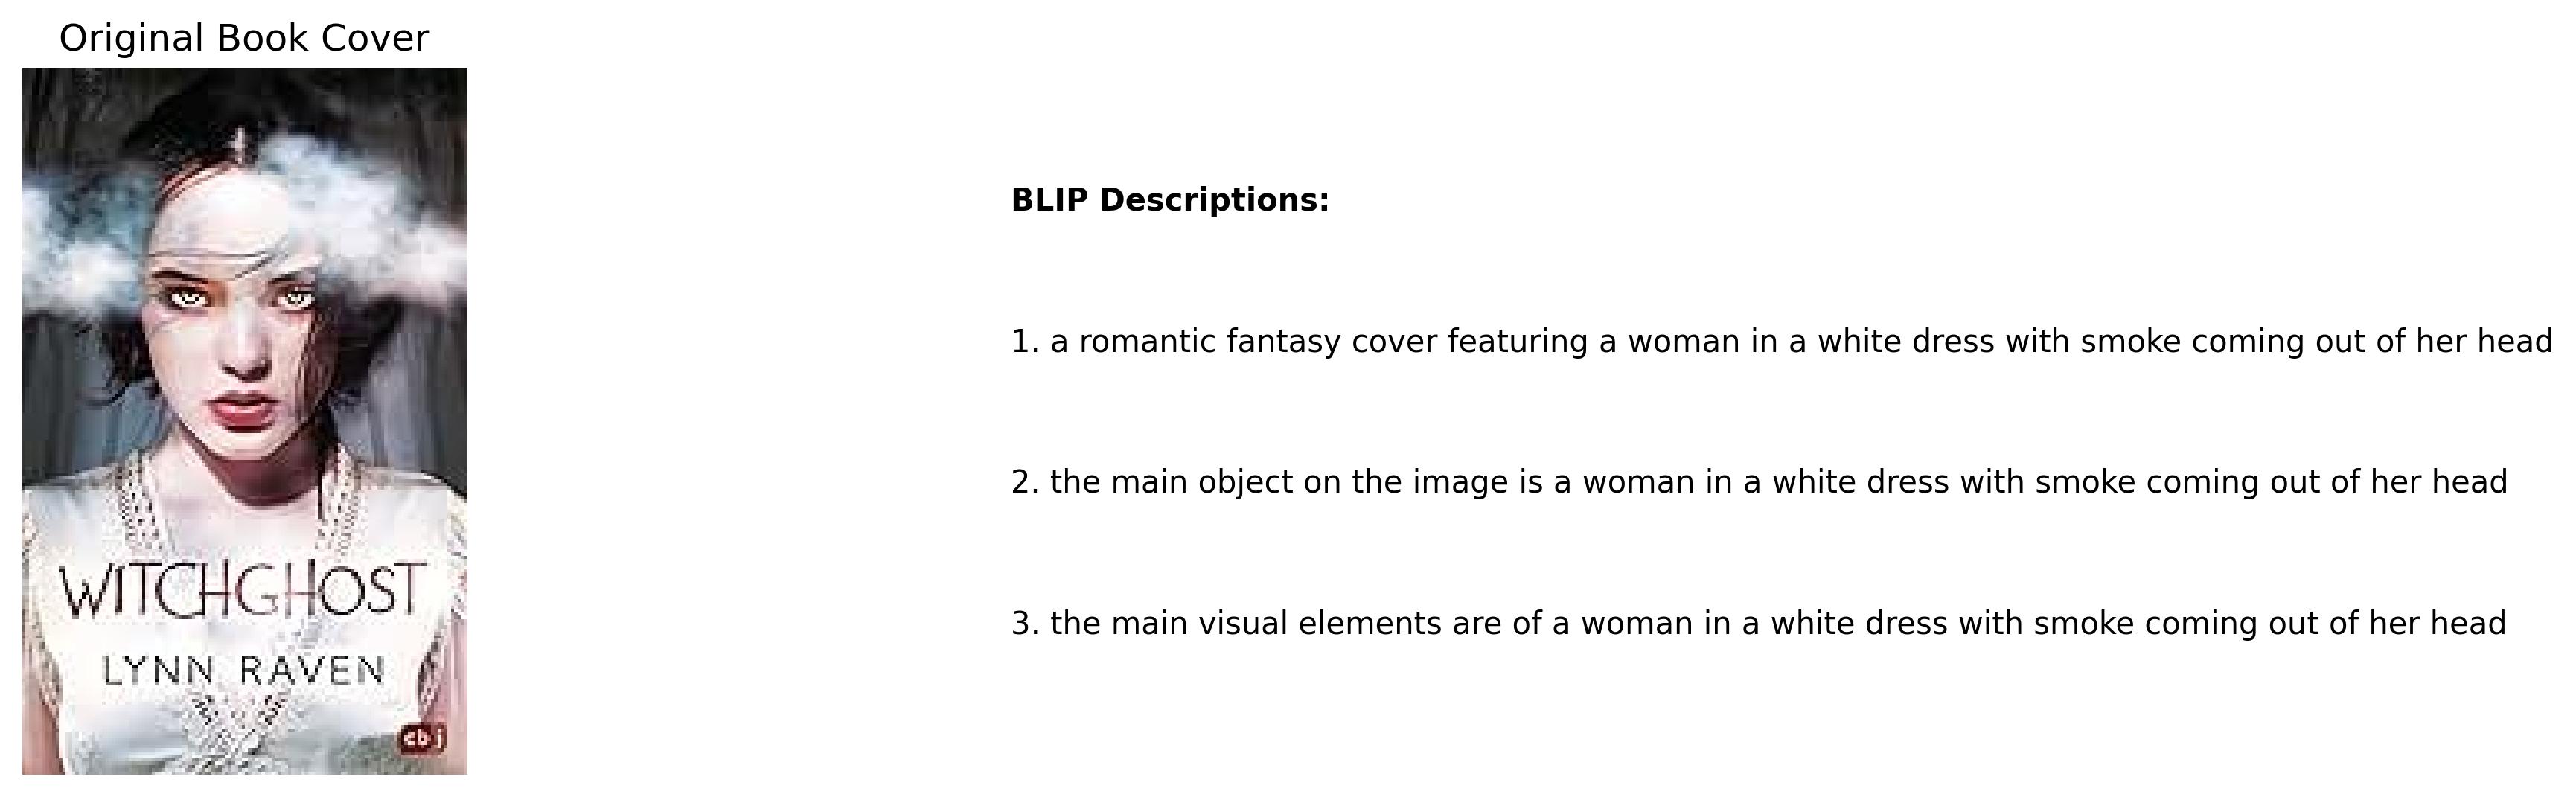 Original Book Cover
WITCHGHOST
LYNN RAVEN
cbj
BLIP Descriptions:
1. a romantic fantasy cover featuring a woman in a white dress with smoke coming out of her head
2. the main object on the image is a woman in a white dress with smoke coming out of her head
3. the main visual elements are of a woman in a white dress with smoke coming out of her head